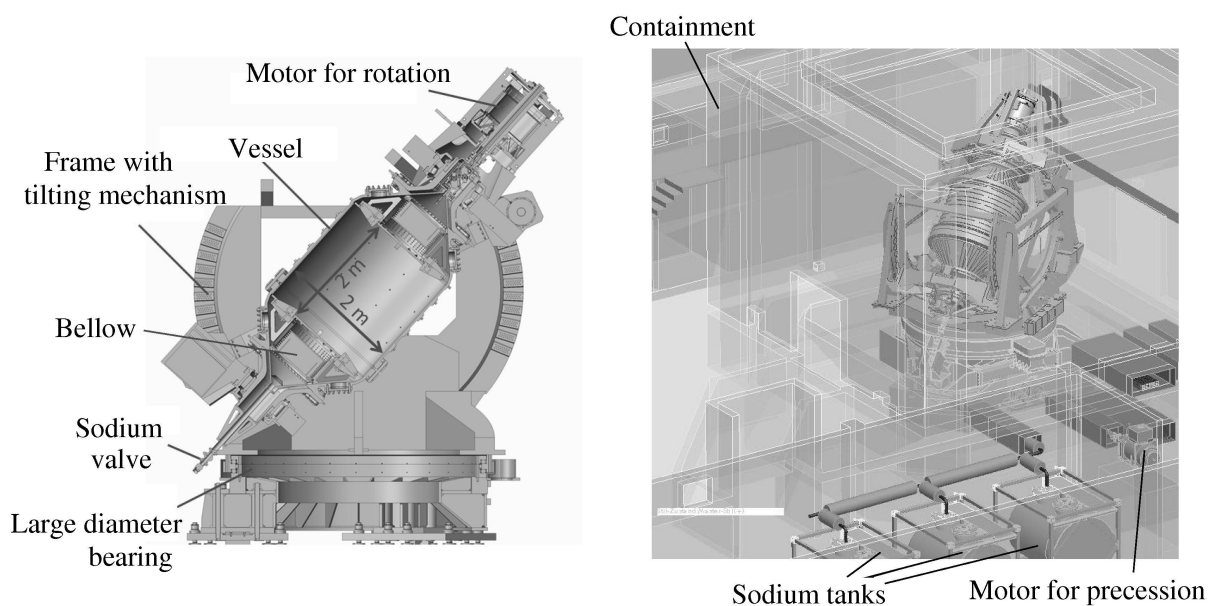 Containment
Motor for rotation
Vessel
Frame with
tilting mechanism
2 m
2 m
Bellow
Sodium
valve
Large diameter
bearing
Sodium tanks
Motor for precession